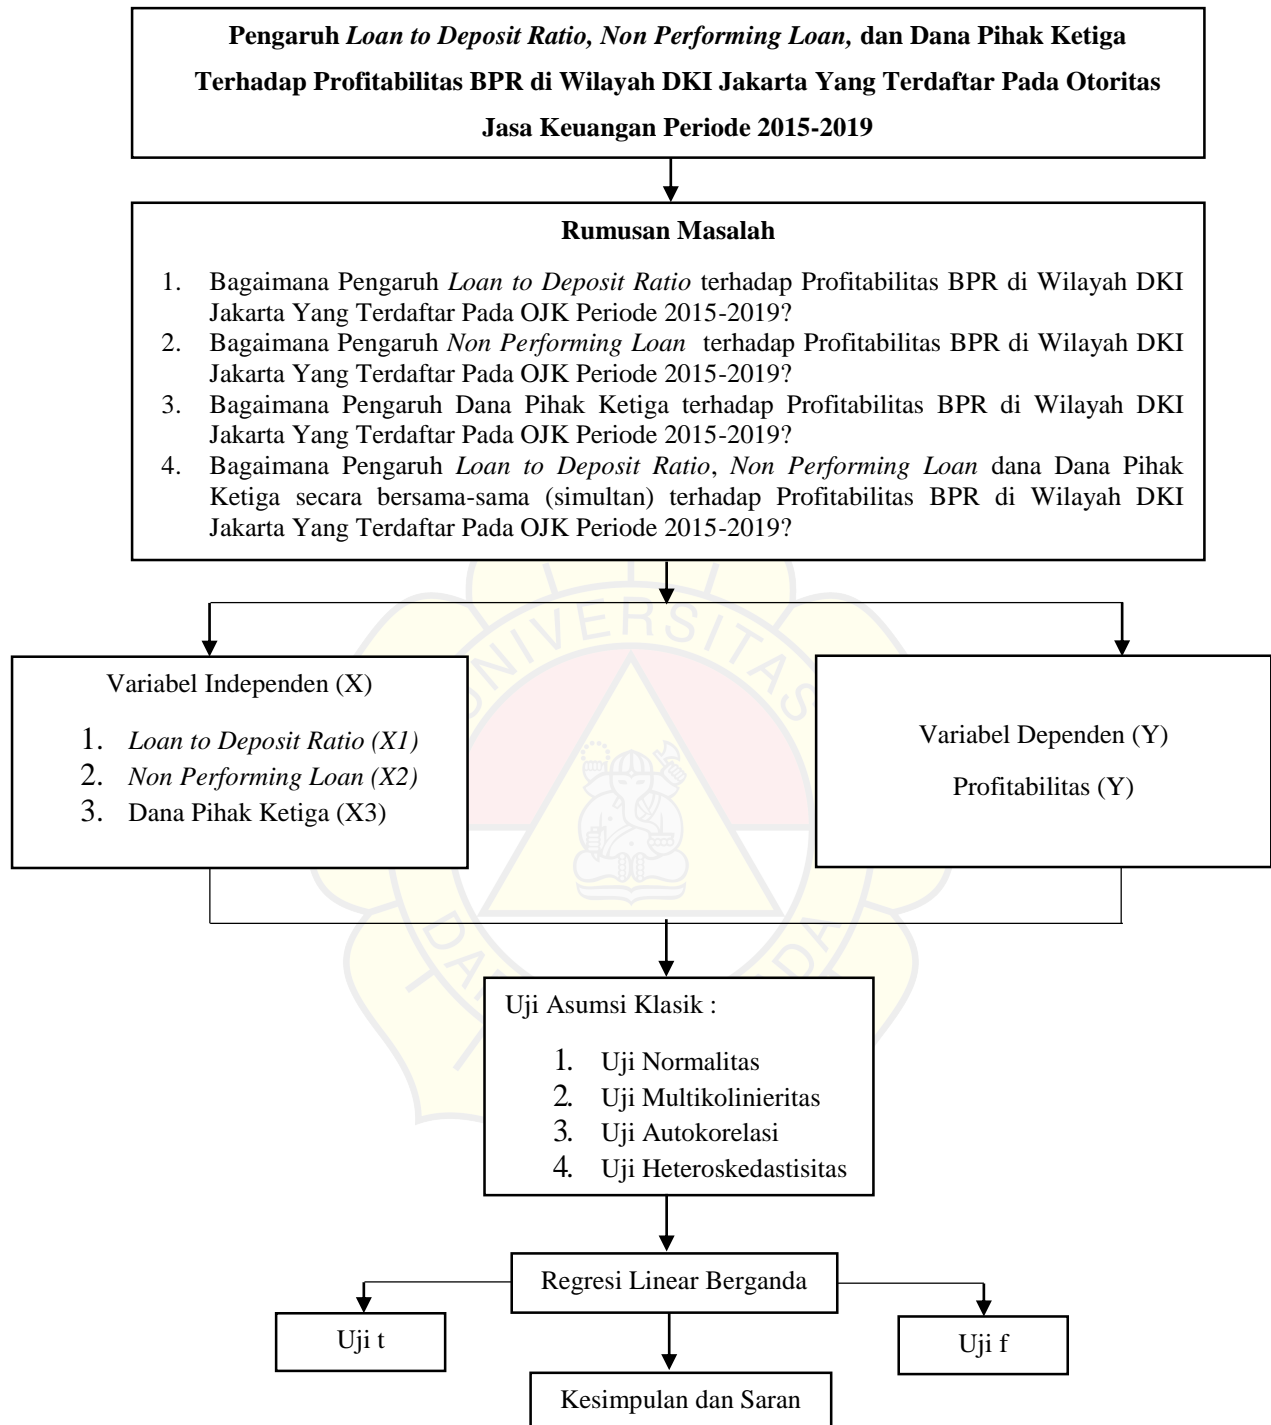 Pengaruh Loan to Deposit Ratio, Non Performing Loan, dan Dana Pihak Ketiga
Terhadap Profitabilitas BPR di Wilayah DKI Jakarta Yang Terdaftar Pada Otoritas
Jasa Keuangan Periode 2015-2019
Rumusan Masalah
1. Bagaimana Pengaruh Loan to Deposit Ratio terhadap Profitabilitas BPR di Wilayah DKI
Jakarta Yang Terdaftar Pada OJK Periode 2015-2019?
2. Bagaimana Pengaruh Non Performing Loan terhadap Profitabilitas BPR di Wilayah DKI
Jakarta Yang Terdaftar Pada OJK Periode 2015-2019?
3. Bagaimana Pengaruh Dana Pihak Ketiga terhadap Profitabilitas BPR di Wilayah DKI
Jakarta Yang Terdaftar Pada OJK Periode 2015-2019?
4. Bagaimana Pengaruh Loan to Deposit Ratio, Non Performing Loan dana Dana Pihak
Ketiga secara bersama-sama (simultan) terhadap Profitabilitas BPR di Wilayah DKI
Jakarta Yang Terdaftar Pada OJK Periode 2015-2019?
UNIVERSITAS
Variabel Independen (X)
1. Loan to Deposit Ratio (X1)
2. Non Performing Loan (X2)
3. Dana Pihak Ketiga (X3)
Variabel Dependen (Y)
Profitabilitas (Y)
Uji Asumsi Klasik :
1. Uji Normalitas
2. Uji Multikolinieritas
3. Uji Autokorelasi
4. Uji Heteroskedastisitas
Regresi Linear Berganda
Uji t
Uji f
Kesimpulan dan Saran